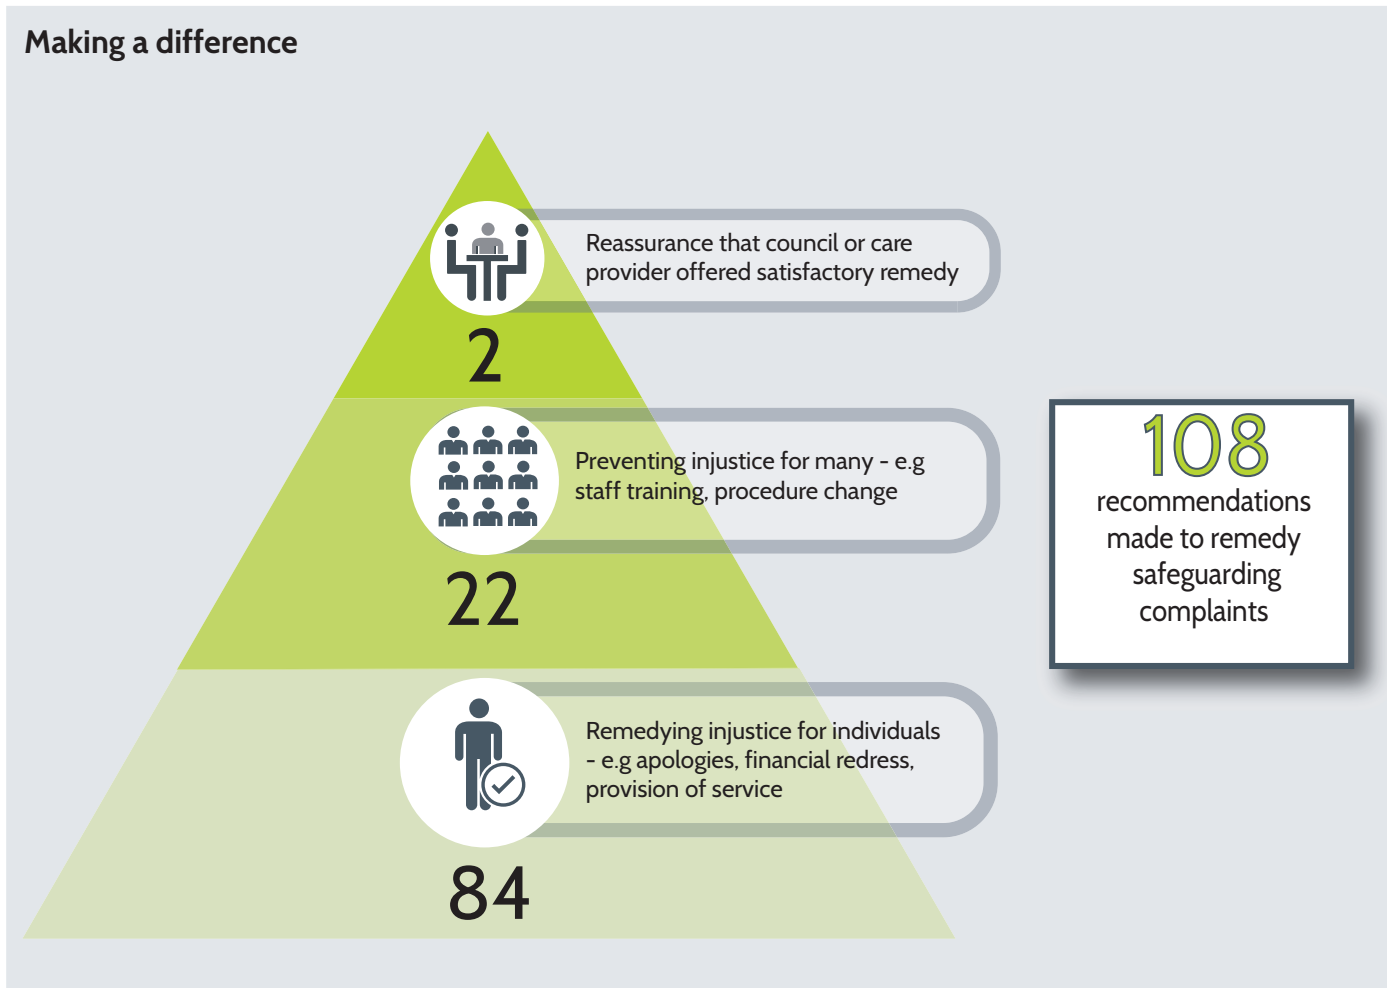 Making a difference
Reassurance that council or care
provider offered satisfactory remedy
2
Preventing injustice for many - e.g
staff training, procedure change
22
Remedying injustice for individuals
- e.g apologies, financial redress,
provision of service
84
108
recommendations
made to remedy
safeguarding
complaints